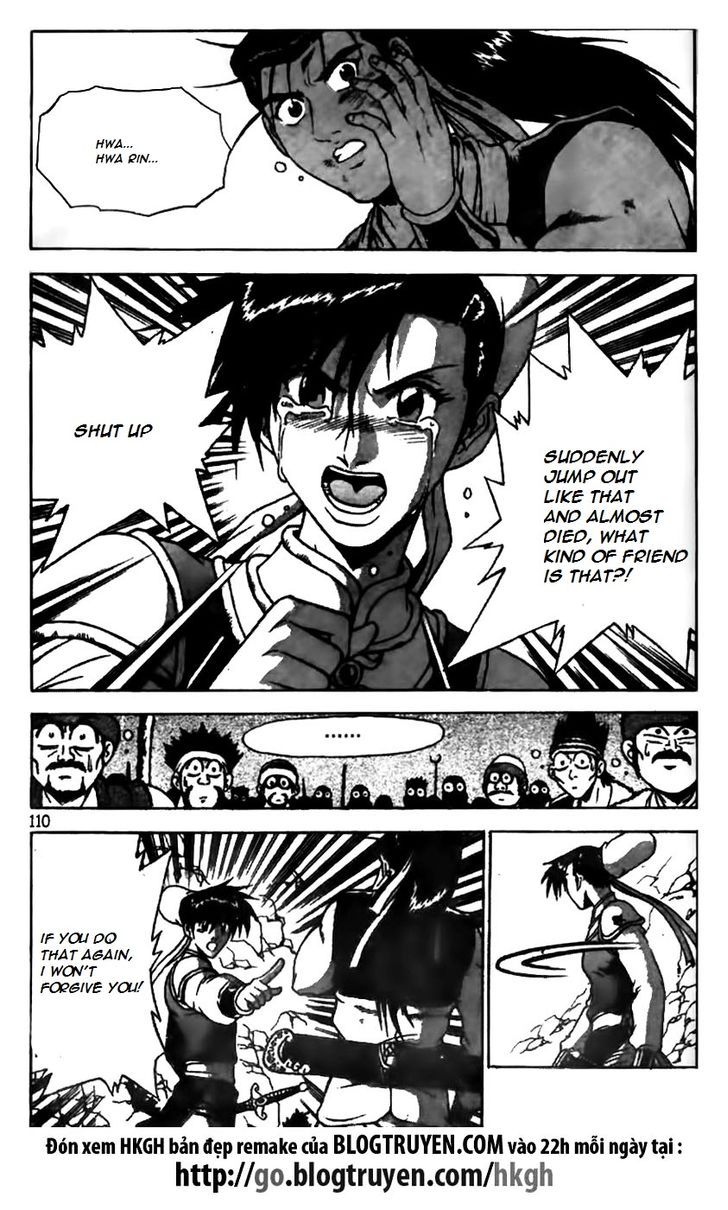 HWA...
HWA RIN...
SHUT UP
SUDDENLY
JUMP OUT
LIKE THAT
AND ALMOST
DIED, WHAT
KIND OF FRIEND
IS THAT?!
......
110
IF YOU DO
THAT AGAIN,
I WON'T
FORGIVE YOU!
Đón xem HKGH bản đẹp remake của BLOGTRUYEN.COM vào 22h mỗi ngày tại :
http://go.blogtruyen.com/hkgh